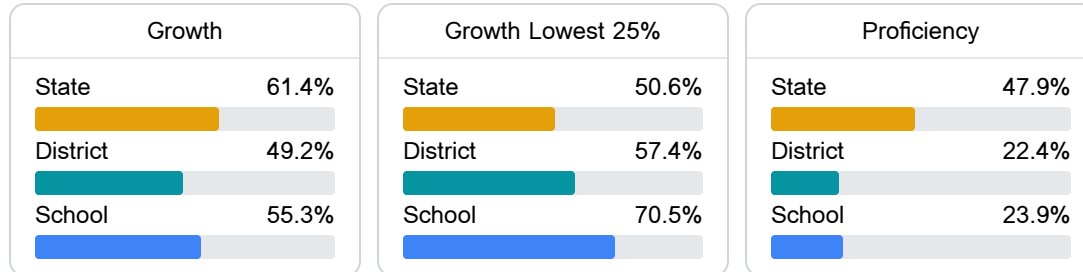 Growth
State 61.4%
District 49.2%
School 55.3%
Growth Lowest 25%
State 50.6%
District 57.4%
School 70.5%
Proficiency
State 47.9%
District 22.4%
School 23.9%